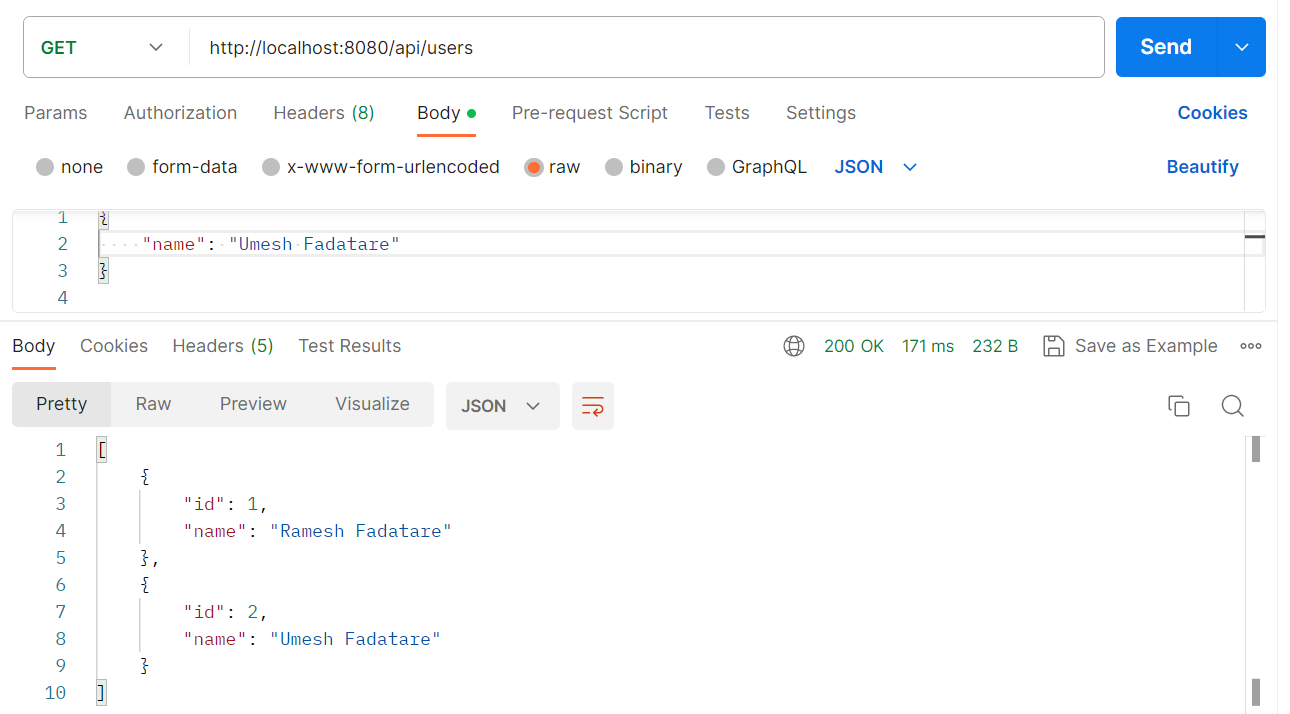 GET http://localhost:8080/api/users Send
Params Authorization Headers (8) Body Pre-request Script Tests Settings Cookies
none form-data x-www-form-urlencoded raw binary GraphQL JSON Beautify
1 {
2 "name": "Umesh Fadatare"
3 }
4
Body Cookies Headers (5) Test Results 200 OK 171 ms 232 B Save as Example
Pretty Raw Preview Visualize JSON
1 [
2 {
3 "id": 1,
4 "name": "Ramesh Fadatare"
5 },
6 {
7 "id": 2,
8 "name": "Umesh Fadatare"
9 }
10 ]